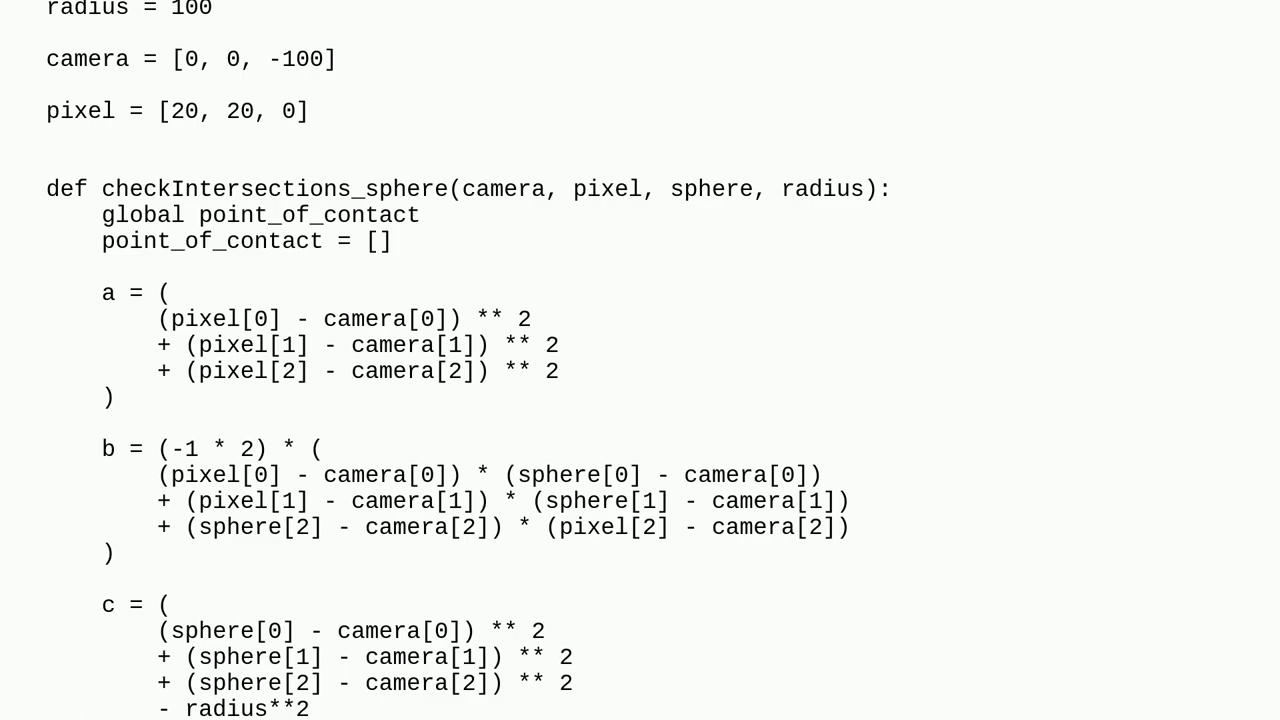 radius = 100
camera = [0, 0, -100]
pixel = [20, 20, 0]
def checkIntersections_sphere(camera, pixel, sphere, radius):
    global point_of_contact
    point_of_contact = []
    a = (
        (pixel[0] - camera[0]) ** 2
        + (pixel[1] - camera[1]) ** 2
        + (pixel[2] - camera[2]) ** 2
    )
    b = (-1 * 2) * (
        (pixel[0] - camera[0]) * (sphere[0] - camera[0])
        + (pixel[1] - camera[1]) * (sphere[1] - camera[1])
        + (sphere[2] - camera[2]) * (pixel[2] - camera[2])
    )
    c = (
        (sphere[0] - camera[0]) ** 2
        + (sphere[1] - camera[1]) ** 2
        + (sphere[2] - camera[2]) ** 2
        - radius**2